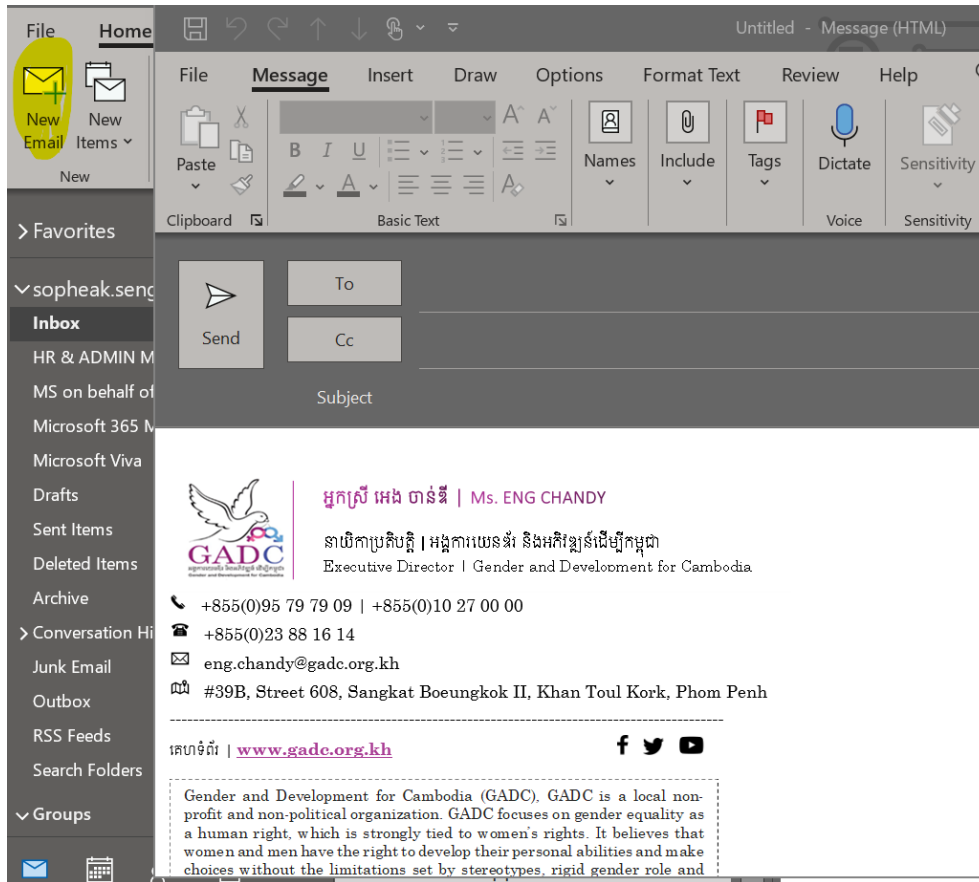 File Home
New Email
New Items
New
Favorites
sopheak.seng
Inbox
HR & ADMIN M
MS on behalf of
Microsoft 365 M
Microsoft Viva
Drafts
Sent Items
Deleted Items
Archive
Conversation Hi
Junk Email
Outbox
RSS Feeds
Search Folders
Groups
Untitled - Message (HTML)
File Message Insert Draw Options Format Text Review Help
Paste
B I U
Names Include Tags Dictate Sensitivity
Clipboard Basic Text Voice Sensitivity
Send
To
Cc
Subject
អ្នកស្រី អេង ចាន់ឌី | Ms. ENG CHANDY
GADC
Gender and Development for Cambodia
នាយិកាប្រតិបត្តិ | អង្គការយេនឌ័រ និងអភិវឌ្ឍន៍ដើម្បីកម្ពុជា
Executive Director | Gender and Development for Cambodia
+855(0)95 79 79 09 | +855(0)10 27 00 00
+855(0)23 88 16 14
eng.chandy@gadc.org.kh
#39B, Street 608, Sangkat Boeungkok II, Khan Toul Kork, Phom Penh
គេហទំព័រ | www.gadc.org.kh
Gender and Development for Cambodia (GADC), GADC is a local non-
profit and non-political organization. GADC focuses on gender equality as
a human right, which is strongly tied to women's rights. It believes that
women and men have the right to develop their personal abilities and make
choices without the limitations set by stereotypes, rigid gender role and